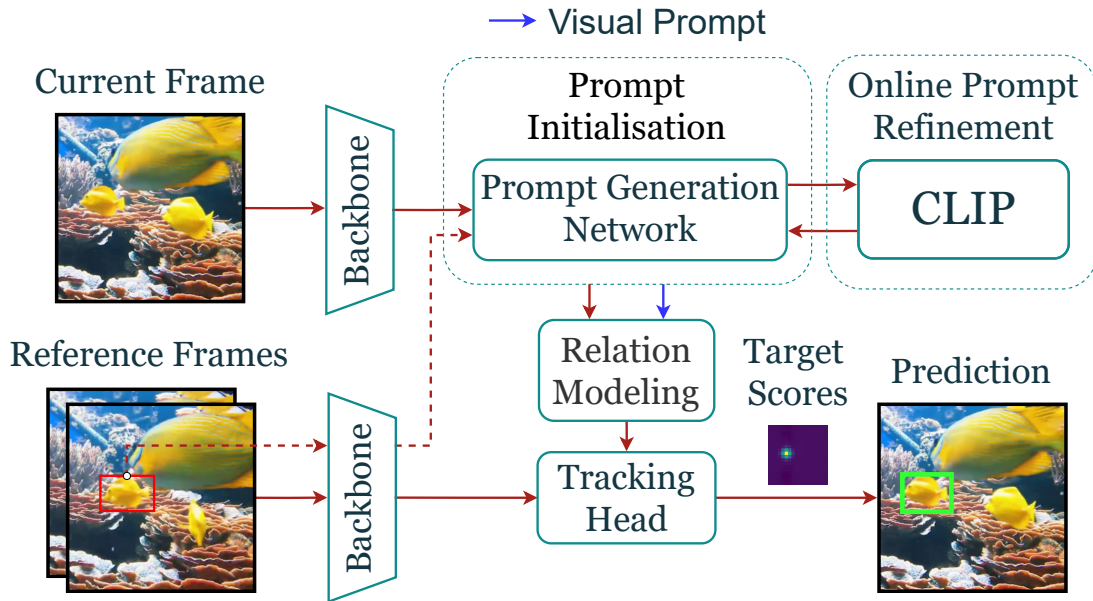 Visual Prompt
Current Frame
Backbone
Prompt
Initialisation
Prompt Generation
Network
Online Prompt
Refinement
CLIP
Reference Frames
Backbone
Relation
Modeling
Tracking
Head
Target
Scores
Prediction